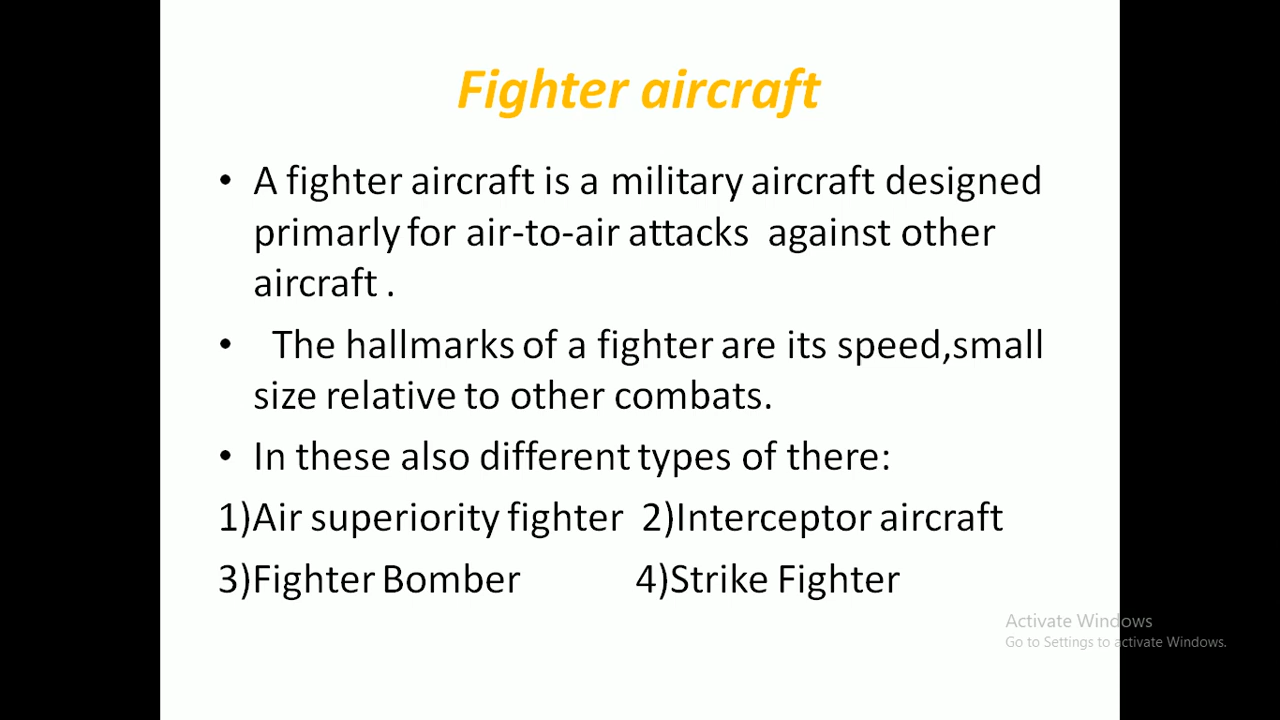 Fighter aircraft
• A fighter aircraft is a military aircraft designed
primarly for air-to-air attacks against other
aircraft .
• The hallmarks of a fighter are its speed,small
size relative to other combats.
• In these also different types of there:
1)Air superiority fighter 2)Interceptor aircraft
3)Fighter Bomber 4)Strike Fighter
Activate Windows
Go to Settings to activate Windows.